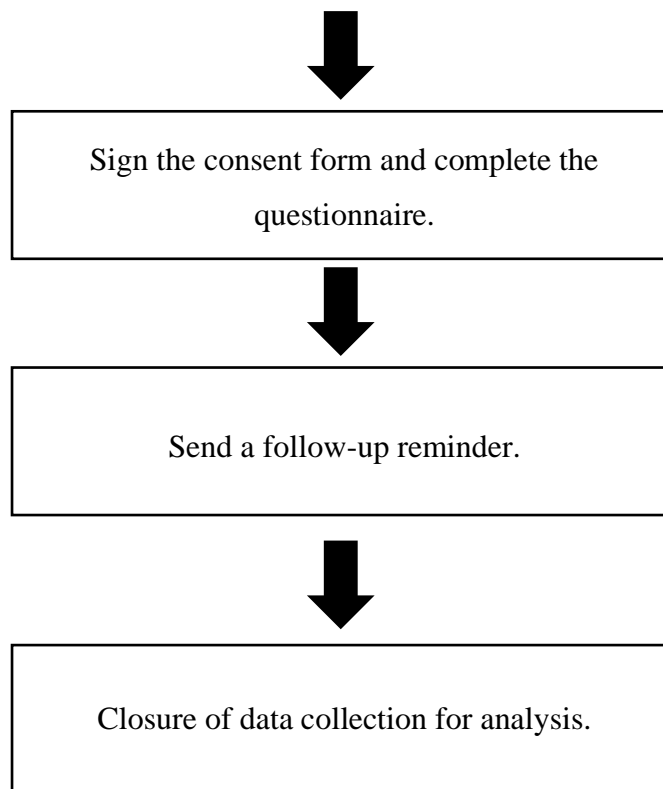 Sign the consent form and complete the
questionnaire.
Send a follow-up reminder.
Closure of data collection for analysis.